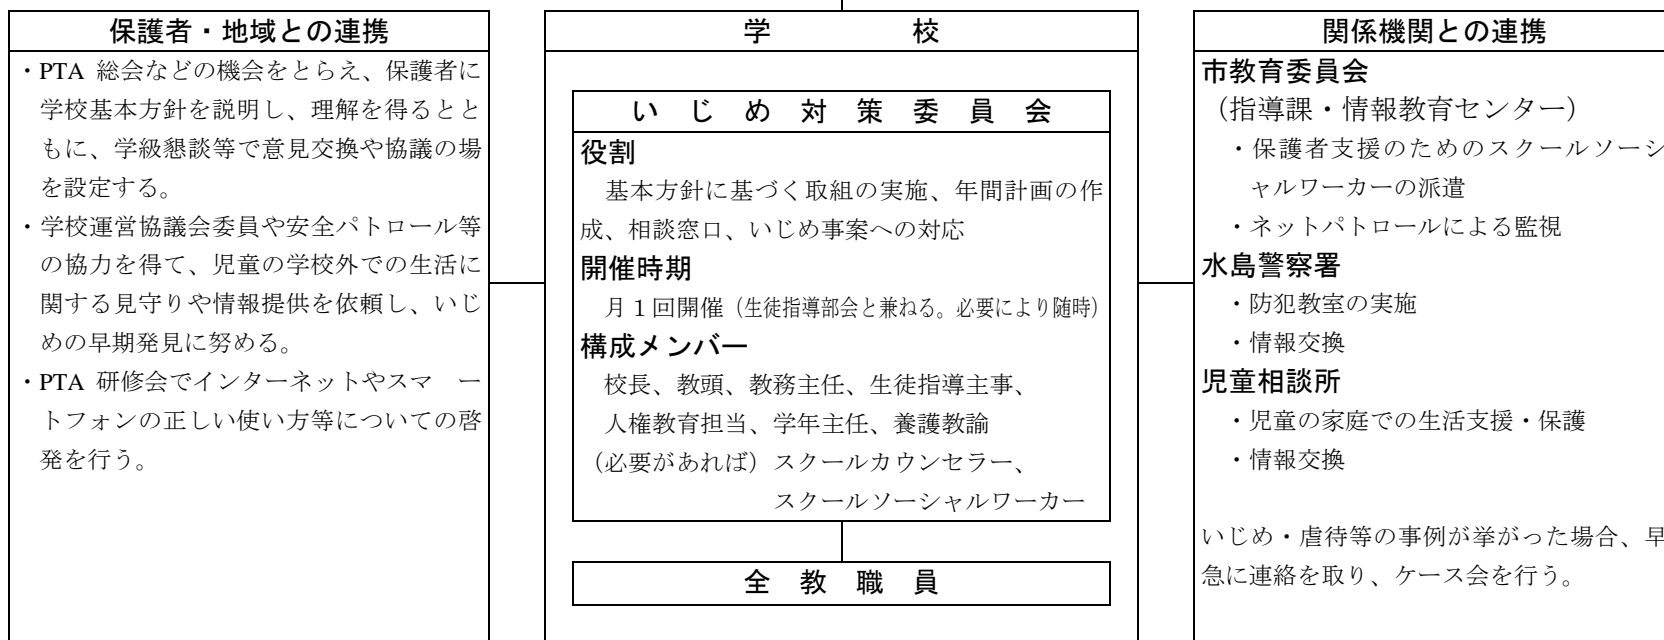 保護者・地域との連携
・PTA 総会などの機会をとらえ、保護者に
学校基本方針を説明し、理解を得るとと
もに、学級懇談等で意見交換や協議の場
を設定する。
・学校運営協議会委員や安全パトロール等
の協力を得て、児童の学校外での生活に
関する見守りや情報提供を依頼し、いじ
めの早期発見に努める。
・PTA 研修会でインターネットやスマ ー
トフォンの正しい使い方等についての啓
発を行う。
学 校
い じ め 対 策 委 員 会
役割
基本方針に基づく取組の実施、年間計画の作
成、相談窓口、いじめ事案への対応
開催時期
月1回開催（生徒指導部会と兼ねる。必要により随時）
構成メンバー
校長、教頭、教務主任、生徒指導主事、
人権教育担当、学年主任、養護教諭
（必要があれば）スクールカウンセラー、
スクールソーシャルワーカー
全 教 職 員
関係機関との連携
市教育委員会
（指導課・情報教育センター）
・保護者支援のためのスクールソーシ
ャルワーカーの派遣
・ネットパトロールによる監視
水島警察署
・防犯教室の実施
・情報交換
児童相談所
・児童の家庭での生活支援・保護
・情報交換
いじめ・虐待等の事例が挙がった場合、早
急に連絡を取り、ケース会を行う。